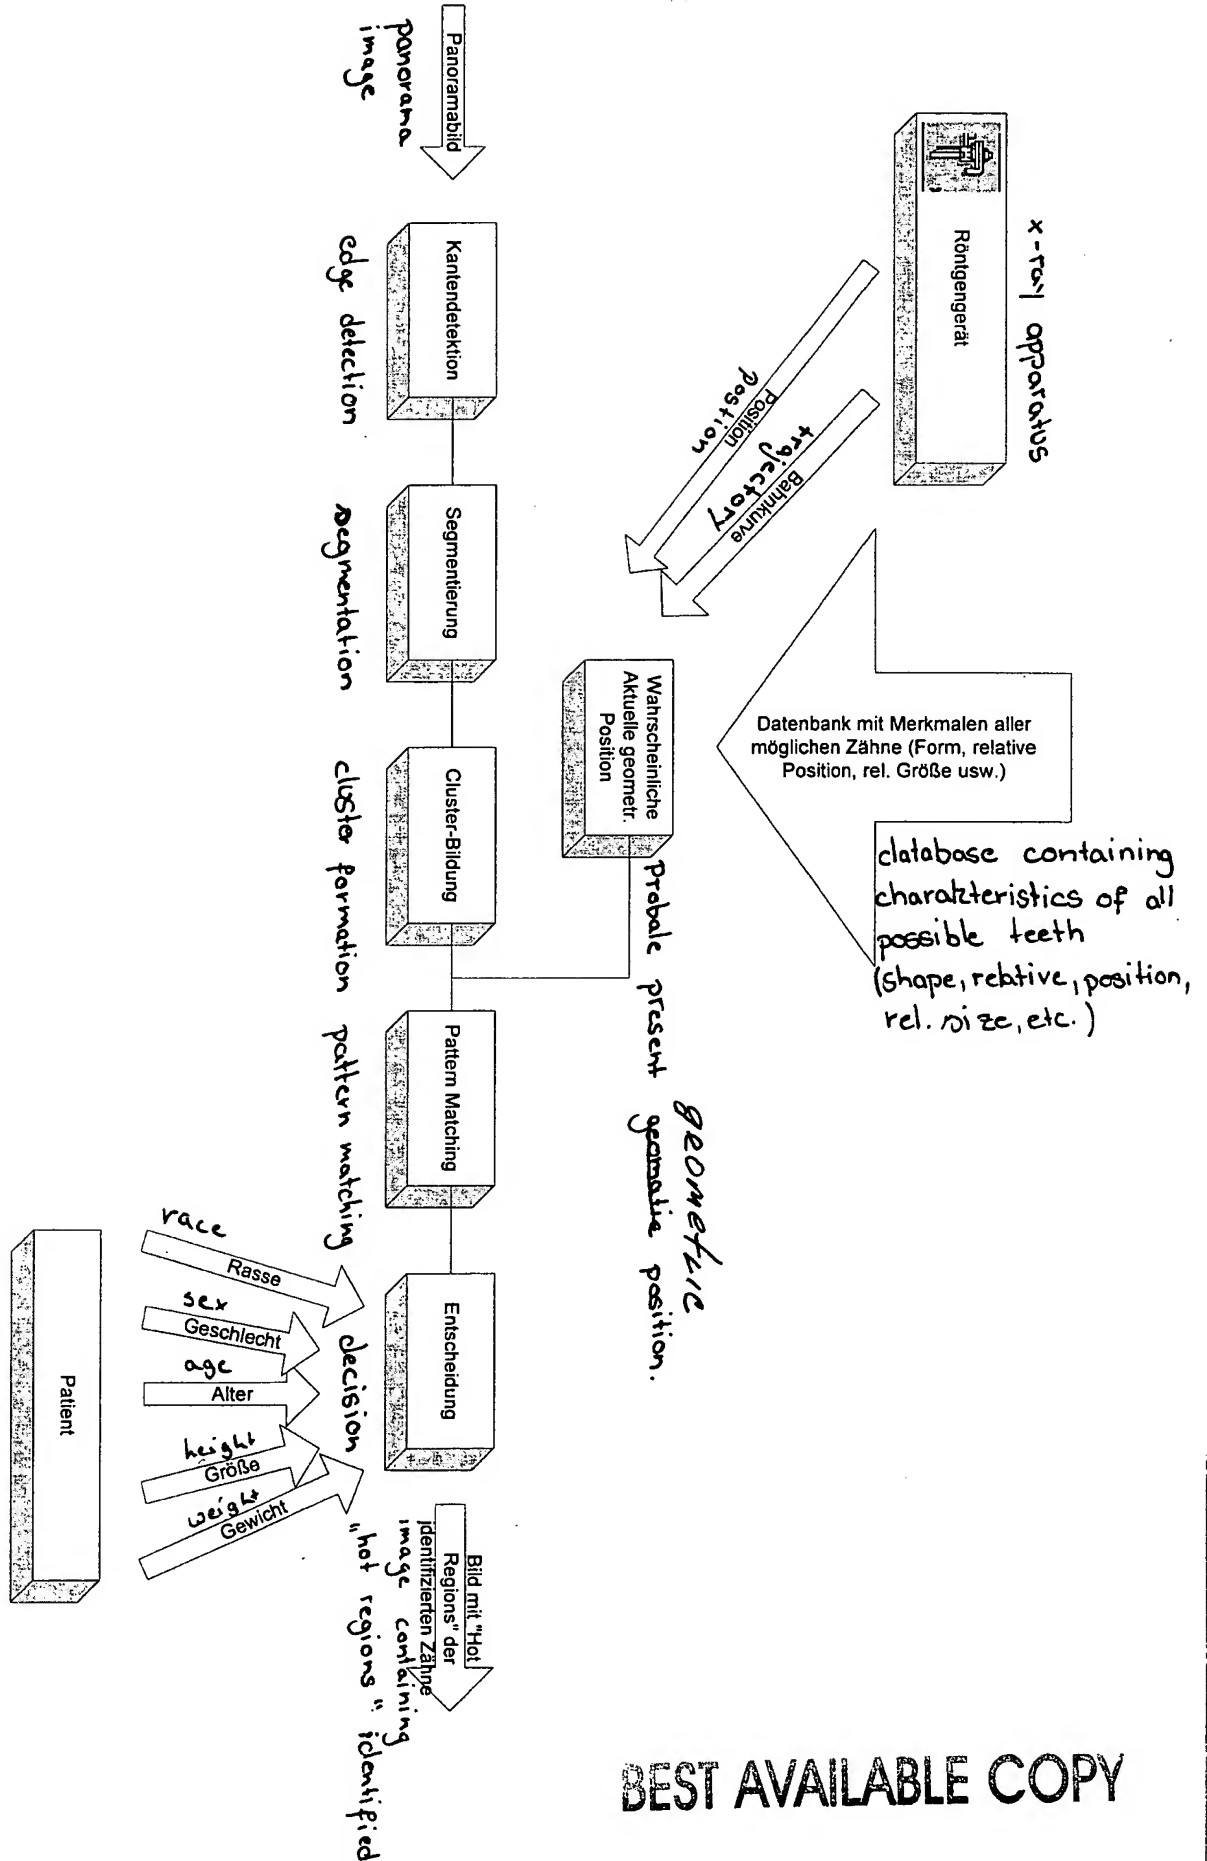 Panoramabild
panorama
image
Röntgengerät
x-ray apparatus
Position
position
Bahnkurve
trajectory
Datenbank mit Merkmalen aller
möglichen Zähne (Form, relative
Position, rel. Größe usw.)
database containing
charakteristics of all
possible teeth
(shape, relative, position,
rel. size, etc.)
Wahrscheinliche
Aktuelle geometr.
Position
Probale present geomatic position.
geometric
Kantendetektion
edge detection
Segmentierung
segmentation
Cluster-Bildung
cluster formation
Pattern Matching
pattern matching
Entscheidung
decision
race
Rasse
sex
Geschlecht
age
Alter
height
Größe
weight
Gewicht
Patient
Bild mit "Hot
Regions" der
identifizierten Zähne
image containing
"hot regions" identified
BEST AVAILABLE COPY